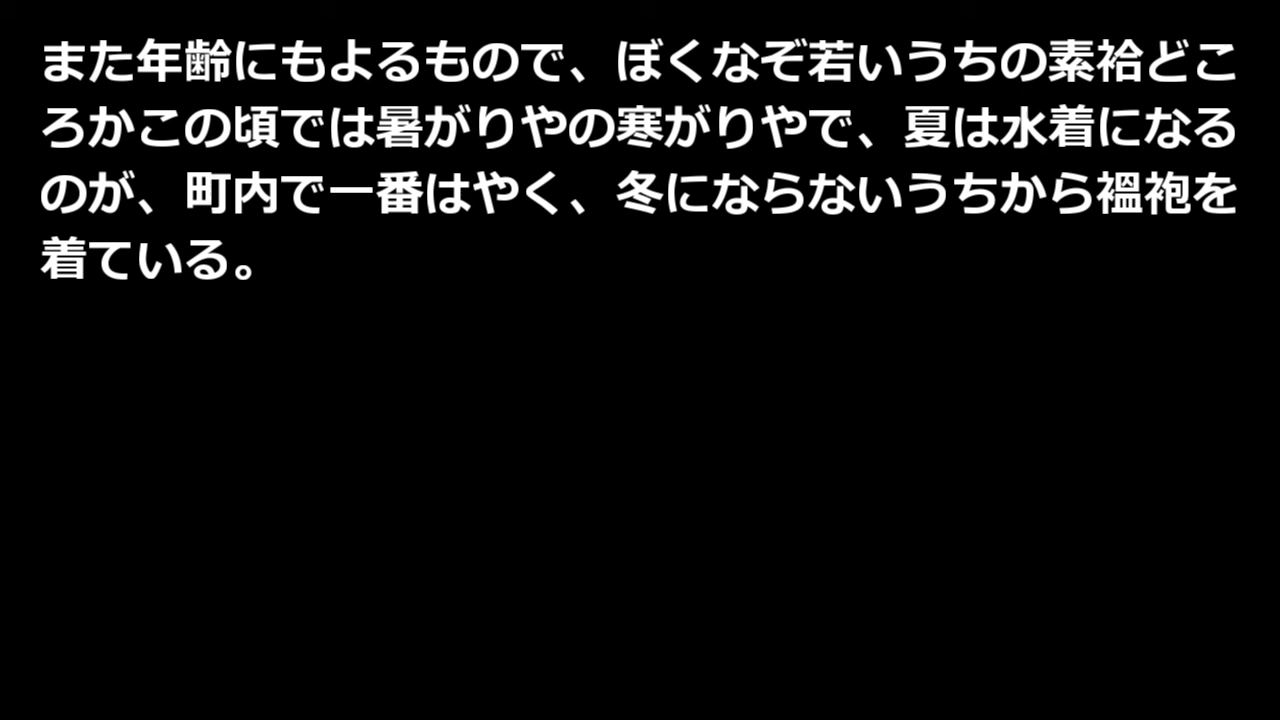 また年齢にもよるもので、ぼくなぞ若いうちの素袷どこ
ろかこの頃では暑がりやの寒がりやで、夏は水着になる
のが、町内で一番はやく、冬にならないうちから褞袍を
着ている。